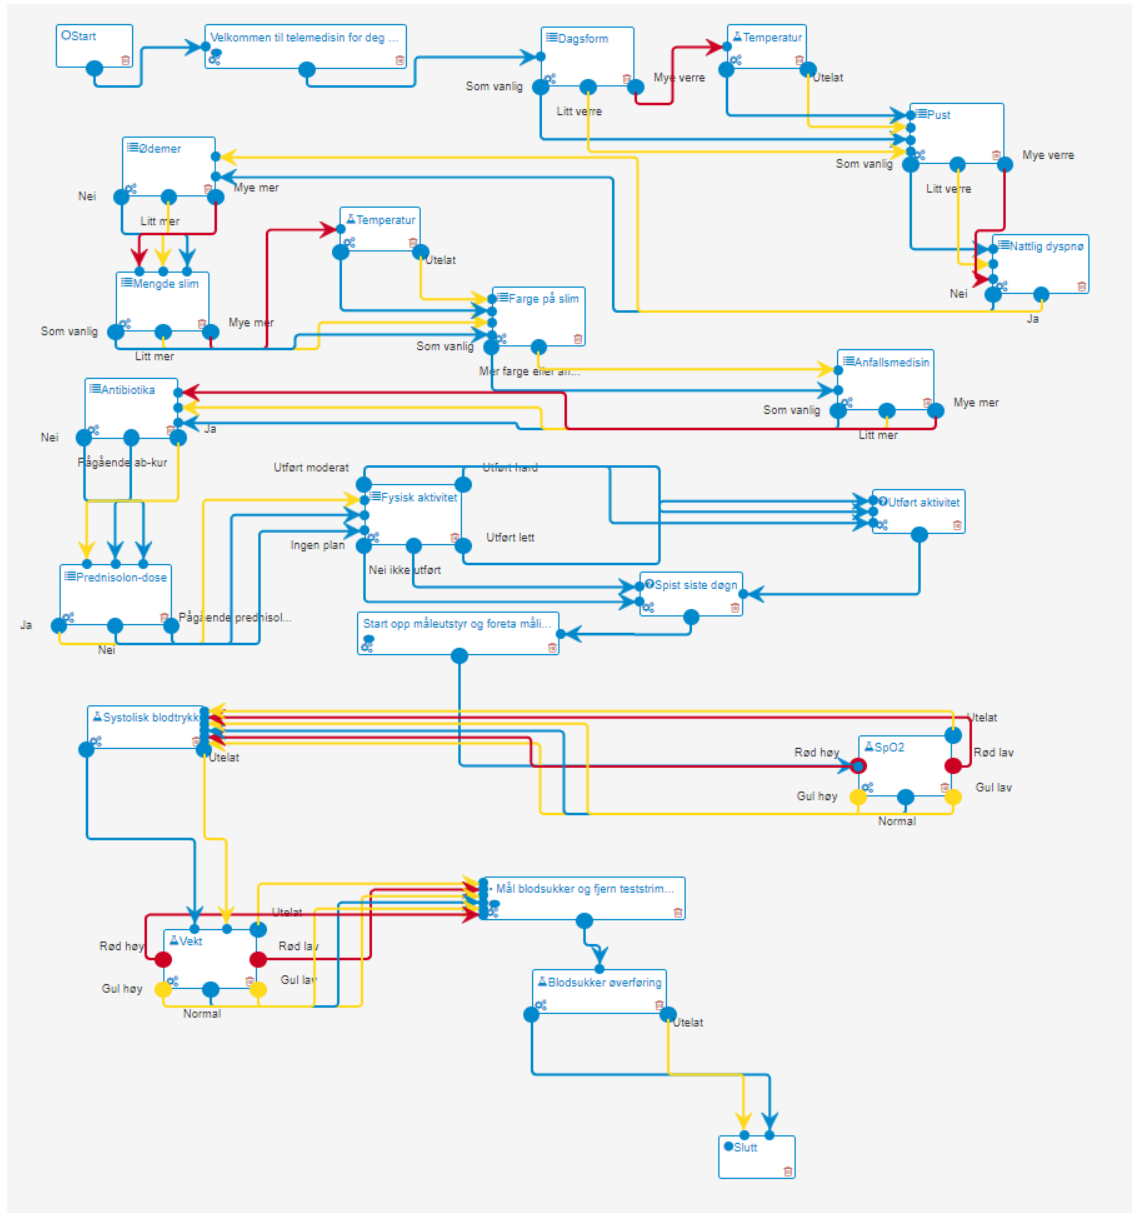 Start
Velkommen til telemedisin for deg ...
Dagsform
Som vanlig
Litt verre
Mye verre
Temperatur
Utelat
Pust
Som vanlig
Litt verre
Mye verre
Ødemer
Nei
Litt mer
Mye mer
Temperatur
Utelat
Nattlig dyspnø
Nei
Ja
Mengde slim
Som vanlig
Litt mer
Mye mer
Farge på slim
Som vanlig
Mer farge eller an...
Anfallsmedisin
Som vanlig
Litt mer
Mye mer
Antibiotika
Nei
Pågående ab-kur
Ja
Utført moderat
Utført hard
Fysisk aktivitet
Ingen plan
Nei ikke utført
Utført lett
Utført aktivitet
Prednisolon-dose
Ja
Nei
Pågående prednisol...
Spist siste døgn
Start opp måleutstyr og foreta måli...
Systolisk blodtrykk
Utelat
Utelat
SpO2
Rød høy
Rød lav
Gul høy
Gul lav
Normal
Mål blodsukker og fjern teststrim...
Utelat
Vekt
Rød høy
Rød lav
Gul høy
Gul lav
Normal
Blodsukker øverføring
Utelat
Slutt